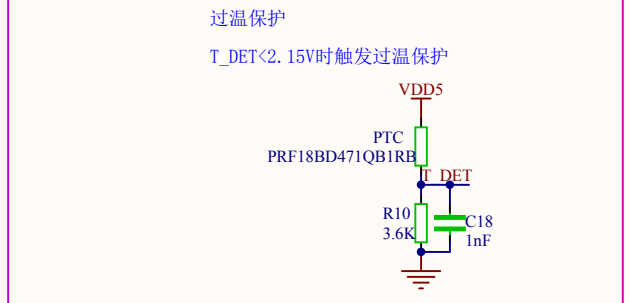 过温保护
T_DET<2.15V时触发过温保护
VDD5
PTC
PRF18BD471QB1RB
T_DET
R10
3.6K
C18
1nF